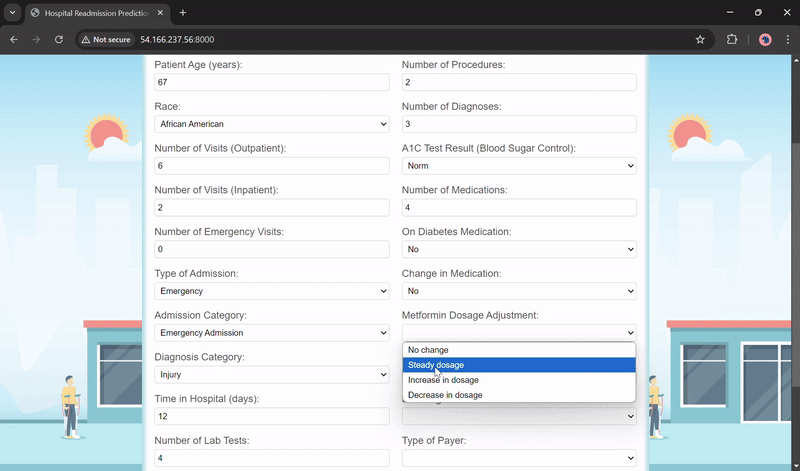 Hospital Readmission Prediction
Not secure
54.166.237.56:8000
Patient Age (years):
67
Race:
African American
Number of Visits (Outpatient):
6
Number of Visits (Inpatient):
2
Number of Emergency Visits:
0
Type of Admission:
Emergency
Admission Category:
Emergency Admission
Diagnosis Category:
Injury
Time in Hospital (days):
12
Number of Lab Tests:
4
Number of Procedures:
2
Number of Diagnoses:
3
A1C Test Result (Blood Sugar Control):
Norm
Number of Medications:
4
On Diabetes Medication:
No
Change in Medication:
No
Metformin Dosage Adjustment:
No change
Steady dosage
Increase in dosage
Decrease in dosage
Type of Payer: